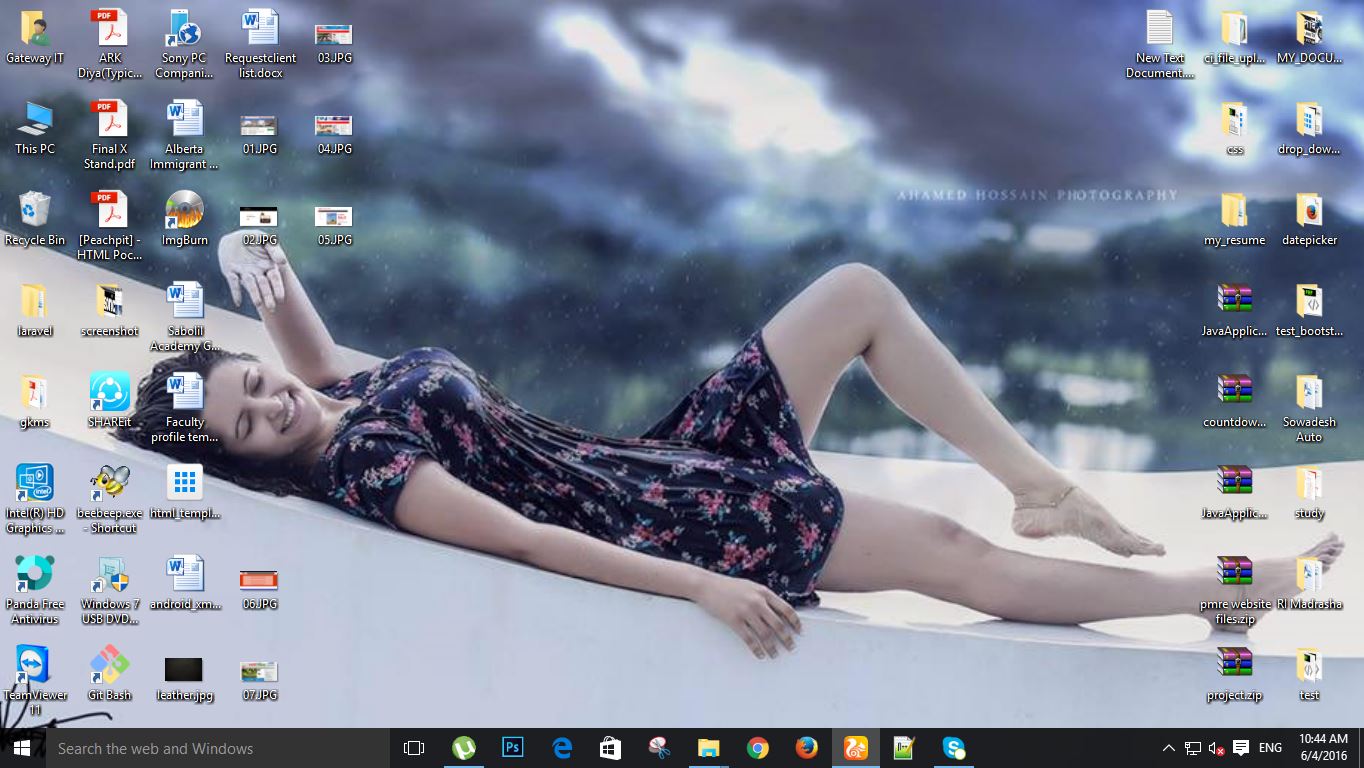 Gateway IT
ARK
Diya(Typic...
Sony PC
Compani...
Requestclient
list.docx
03.JPG
New Text
Document....
ci_file_upl...
MY_DOCU...
This PC
Final X
Stand.pdf
Alberta
Immigrant ...
01.JPG
04.JPG
css
drop_dow...
AHAMED HOSSAIN PHOTOGRAPHY
Recycle Bin
[Peachpit] -
HTML Poc...
ImgBurn
02.JPG
05.JPG
my_resume
datepicker
laravel
screenshot
Sabolil
Academy G...
JavaApplic...
test_bootst...
gkms
SHAREit
Faculty
profile tem...
countdow...
Sowadesh
Auto
Intel(R) HD
Graphics ...
beebeep.exe
- Shortcut
html_templ...
JavaApplic...
study
Panda Free
Antivirus
Windows 7
USB DVD...
android_xm...
06.JPG
pmre website
files.zip
RI Madrasha
TeamViewer
11
Git Bash
leather.jpg
07.JPG
project.zip
test
Search the web and Windows
Ps
ENG
10:44 AM
6/4/2016